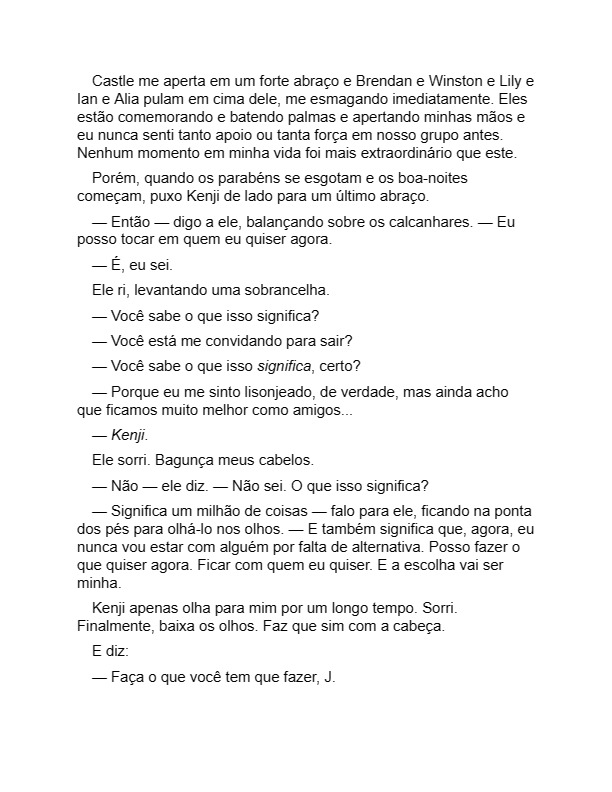 Castle me aperta em um forte abraço e Brendan e Winston e Lily e
Ian e Alia pulam em cima dele, me esmagando imediatamente. Eles
estão comemorando e batendo palmas e apertando minhas mãos e
eu nunca senti tanto apoio ou tanta força em nosso grupo antes.
Nenhum momento em minha vida foi mais extraordinário que este.
Porém, quando os parabéns se esgotam e os boa-noites
começam, puxo Kenji de lado para um último abraço.
— Então — digo a ele, balançando sobre os calcanhares. — Eu
posso tocar em quem eu quiser agora.
— É, eu sei.
Ele ri, levantando uma sobrancelha.
— Você sabe o que isso significa?
— Você está me convidando para sair?
— Você sabe o que isso significa, certo?
— Porque eu me sinto lisonjeado, de verdade, mas ainda acho
que ficamos muito melhor como amigos...
— Kenji.
Ele sorri. Bagunça meus cabelos.
— Não — ele diz. — Não sei. O que isso significa?
— Significa um milhão de coisas — falo para ele, ficando na ponta
dos pés para olhá-lo nos olhos. — E também significa que, agora, eu
nunca vou estar com alguém por falta de alternativa. Posso fazer o
que quiser agora. Ficar com quem eu quiser. E a escolha vai ser
minha.
Kenji apenas olha para mim por um longo tempo. Sorri.
Finalmente, baixa os olhos. Faz que sim com a cabeça.
E diz:
— Faça o que você tem que fazer, J.